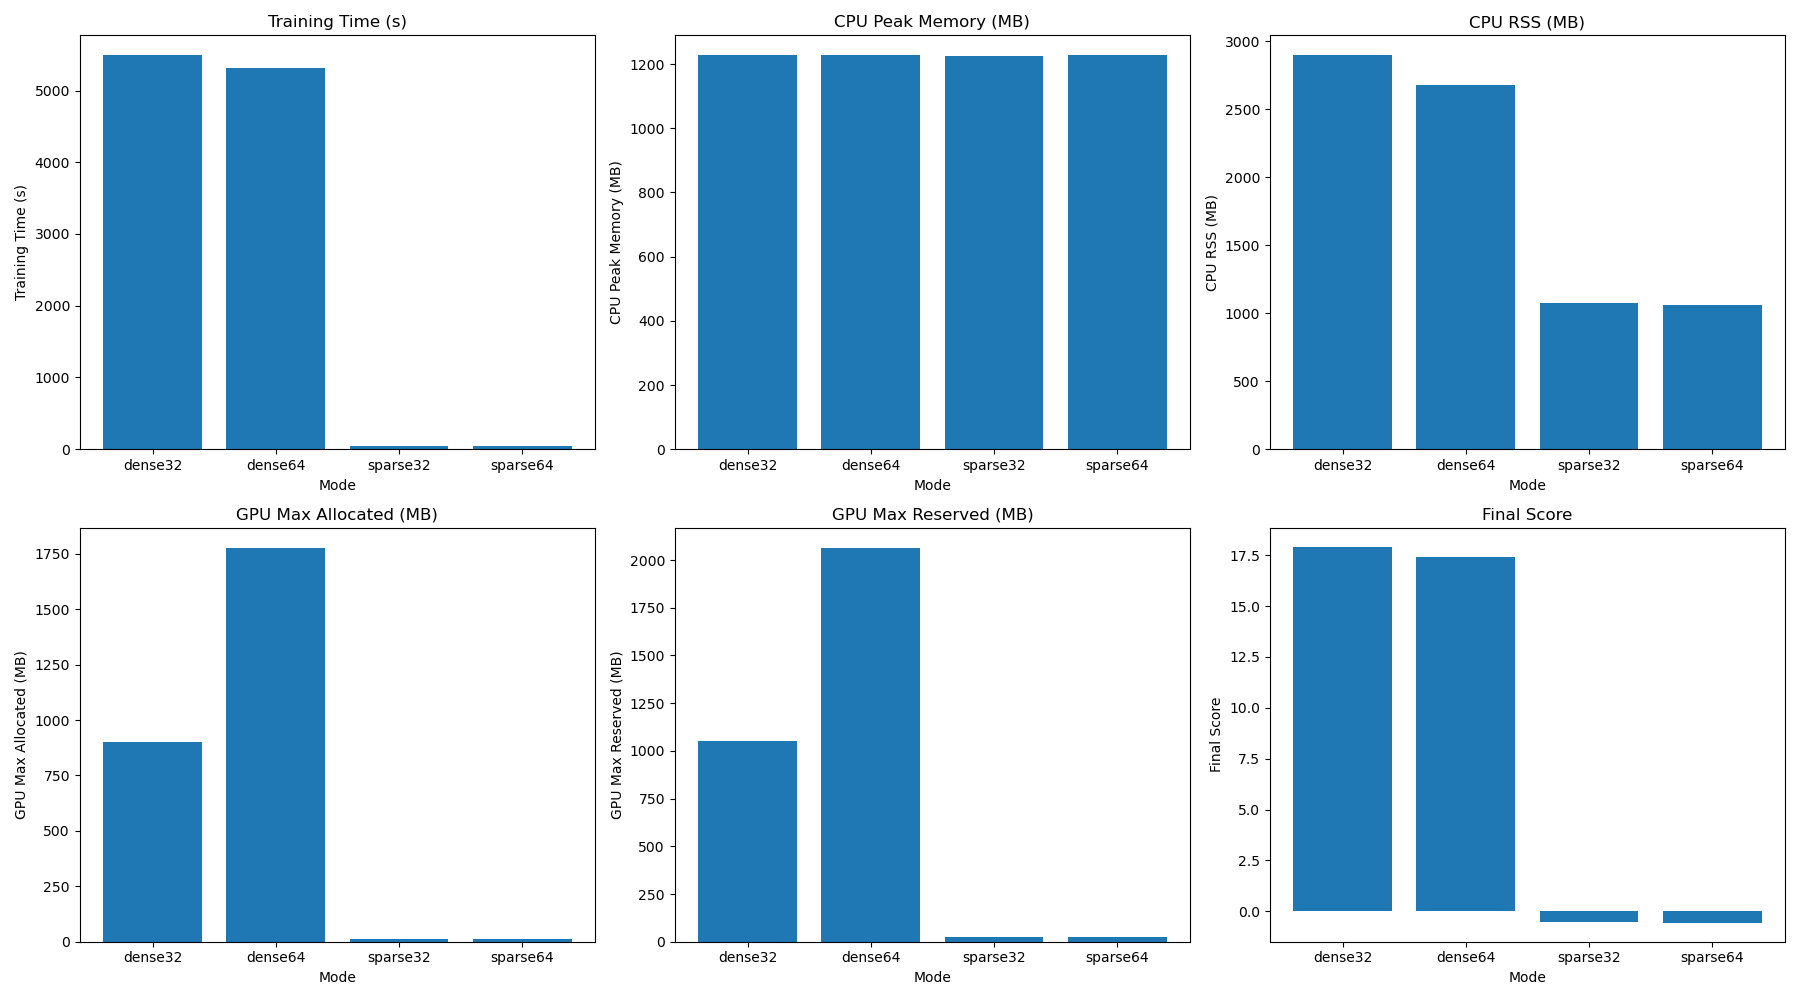 Training Time (s)
Training Time (s)
5000
4000
3000
2000
1000
0
dense32 dense64 sparse32 sparse64
Mode
CPU Peak Memory (MB)
CPU Peak Memory (MB)
1200
1000
800
600
400
200
0
dense32 dense64 sparse32 sparse64
Mode
CPU RSS (MB)
CPU RSS (MB)
3000
2500
2000
1500
1000
500
0
dense32 dense64 sparse32 sparse64
Mode
GPU Max Allocated (MB)
GPU Max Allocated (MB)
1750
1500
1250
1000
750
500
250
0
dense32 dense64 sparse32 sparse64
Mode
GPU Max Reserved (MB)
GPU Max Reserved (MB)
2000
1750
1500
1250
1000
750
500
250
0
dense32 dense64 sparse32 sparse64
Mode
Final Score
Final Score
17.5
15.0
12.5
10.0
7.5
5.0
2.5
0.0
dense32 dense64 sparse32 sparse64
Mode